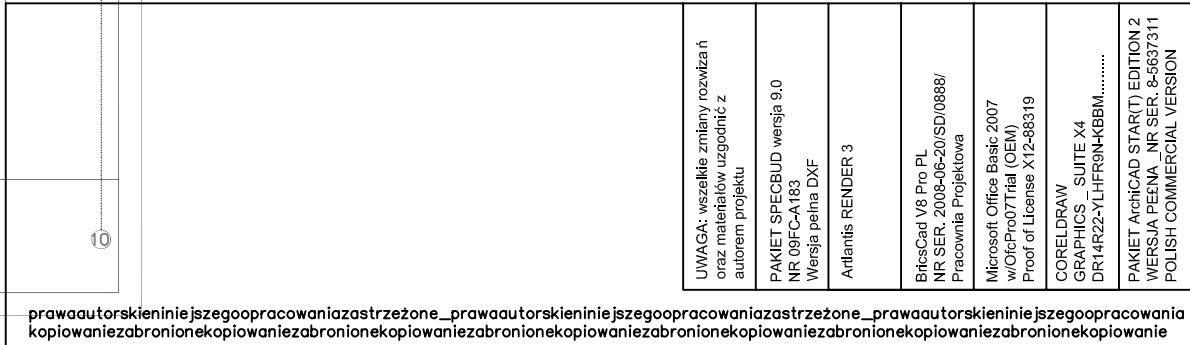 10
UWAGA: wszelkie zmiany rozwiza ń
oraz materiałów uzgodnić z
autorem projektu
PAKIET SPECBUD wersja 9.0
NR 09FC-A183
Wersja pełna DXF
Artlantis RENDER 3
BricsCad V8 Pro PL
NR SER. 2008-06-20/SD/0888/
Pracownia Projektowa
Microsoft Office Basic 2007
w/OfcPro07Trial (OEM)
Proof of License X12-88319
CORELDRAW
GRAPHICS _ SUITE X4
DR14R22-YLHFR9N-KBBM...........
PAKIET ArchiCAD STAR(T) EDITION 2
WERSJA PE£NA _NR SER. 8-5637311
POLISH COMMERCIAL VERSION
prawaautorskieniniejszegoopracowaniazastrzeżone_prawaautorskieniniejszegoopracowaniazastrzeżone_prawaautorskieniniejszegoopracowania
kopiowaniezabronionekopiowaniezabronionekopiowaniezabronionekopiowaniezabronionekopiowaniezabronionekopiowaniezabronionekopiowanie